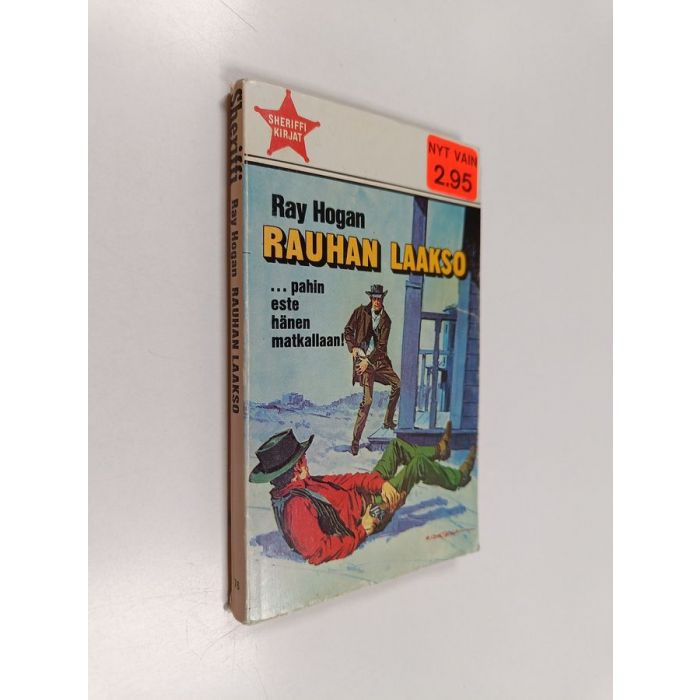 SHERIFFI
KIRJAT
NYT VAIN
2.95
Ray Hogan
RAUHAN LAAKSO
... pahin
este
hänen
matkallaan!
Sheriffi Ray Hogan RAUHAN LAAKSO